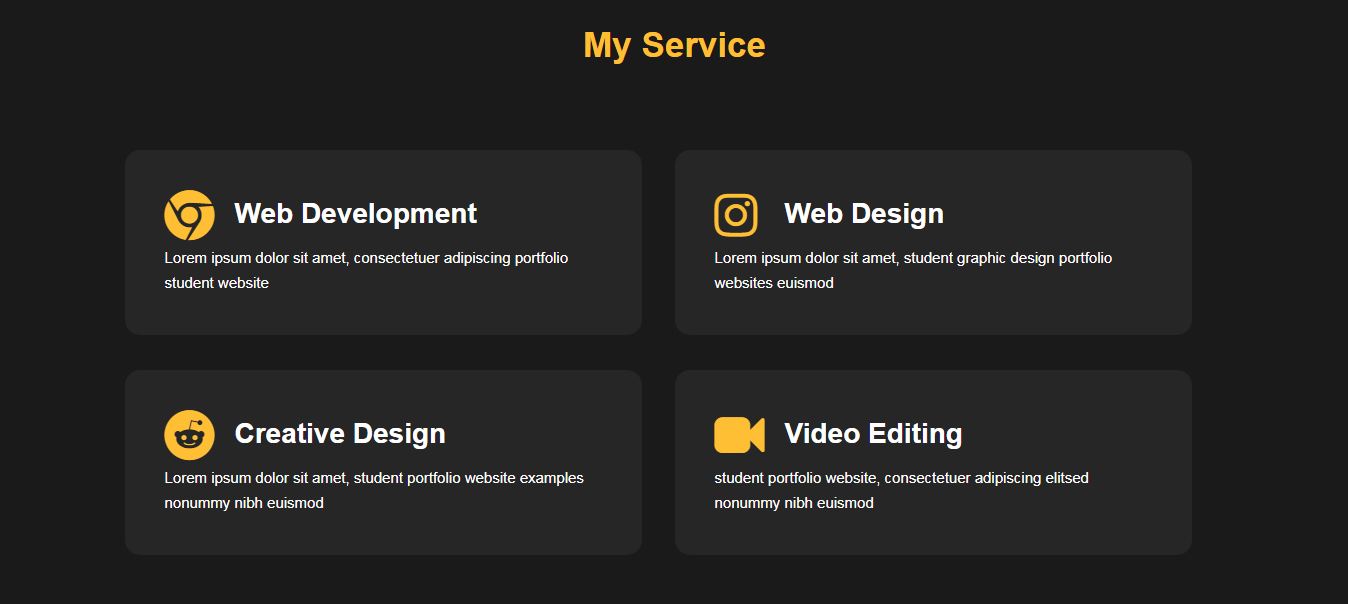 My Service
Web Development
Lorem ipsum dolor sit amet, consectetuer adipiscing portfolio
student website
Web Design
Lorem ipsum dolor sit amet, student graphic design portfolio
websites euismod
Creative Design
Lorem ipsum dolor sit amet, student portfolio website examples
nonummy nibh euismod
Video Editing
student portfolio website, consectetuer adipiscing elitsed
nonummy nibh euismod